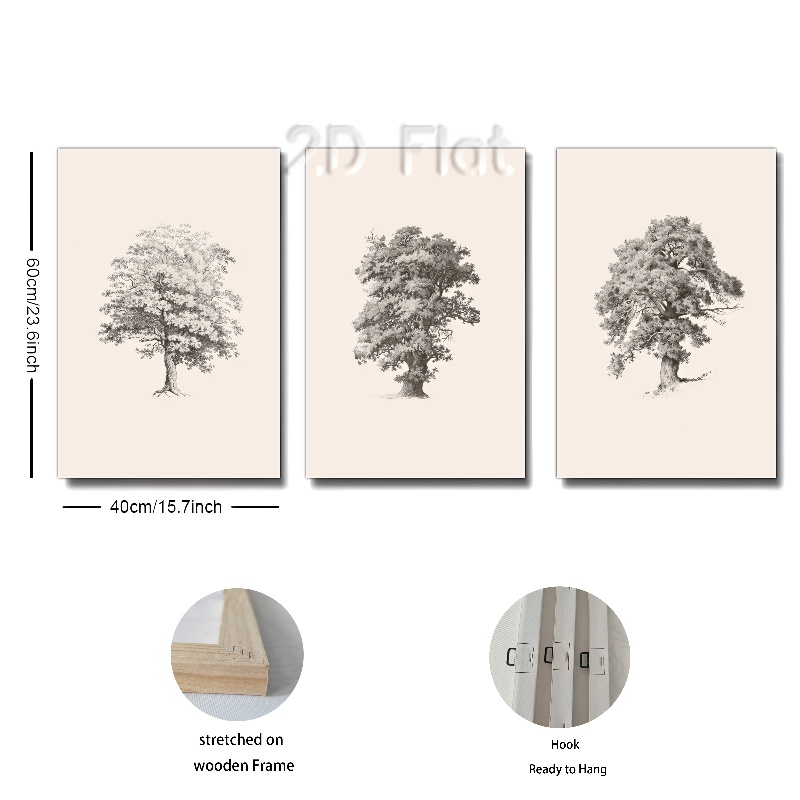 2D Flat
60cm/23.6inch
40cm/15.7inch
stretched on
wooden Frame
Hook
Ready to Hang